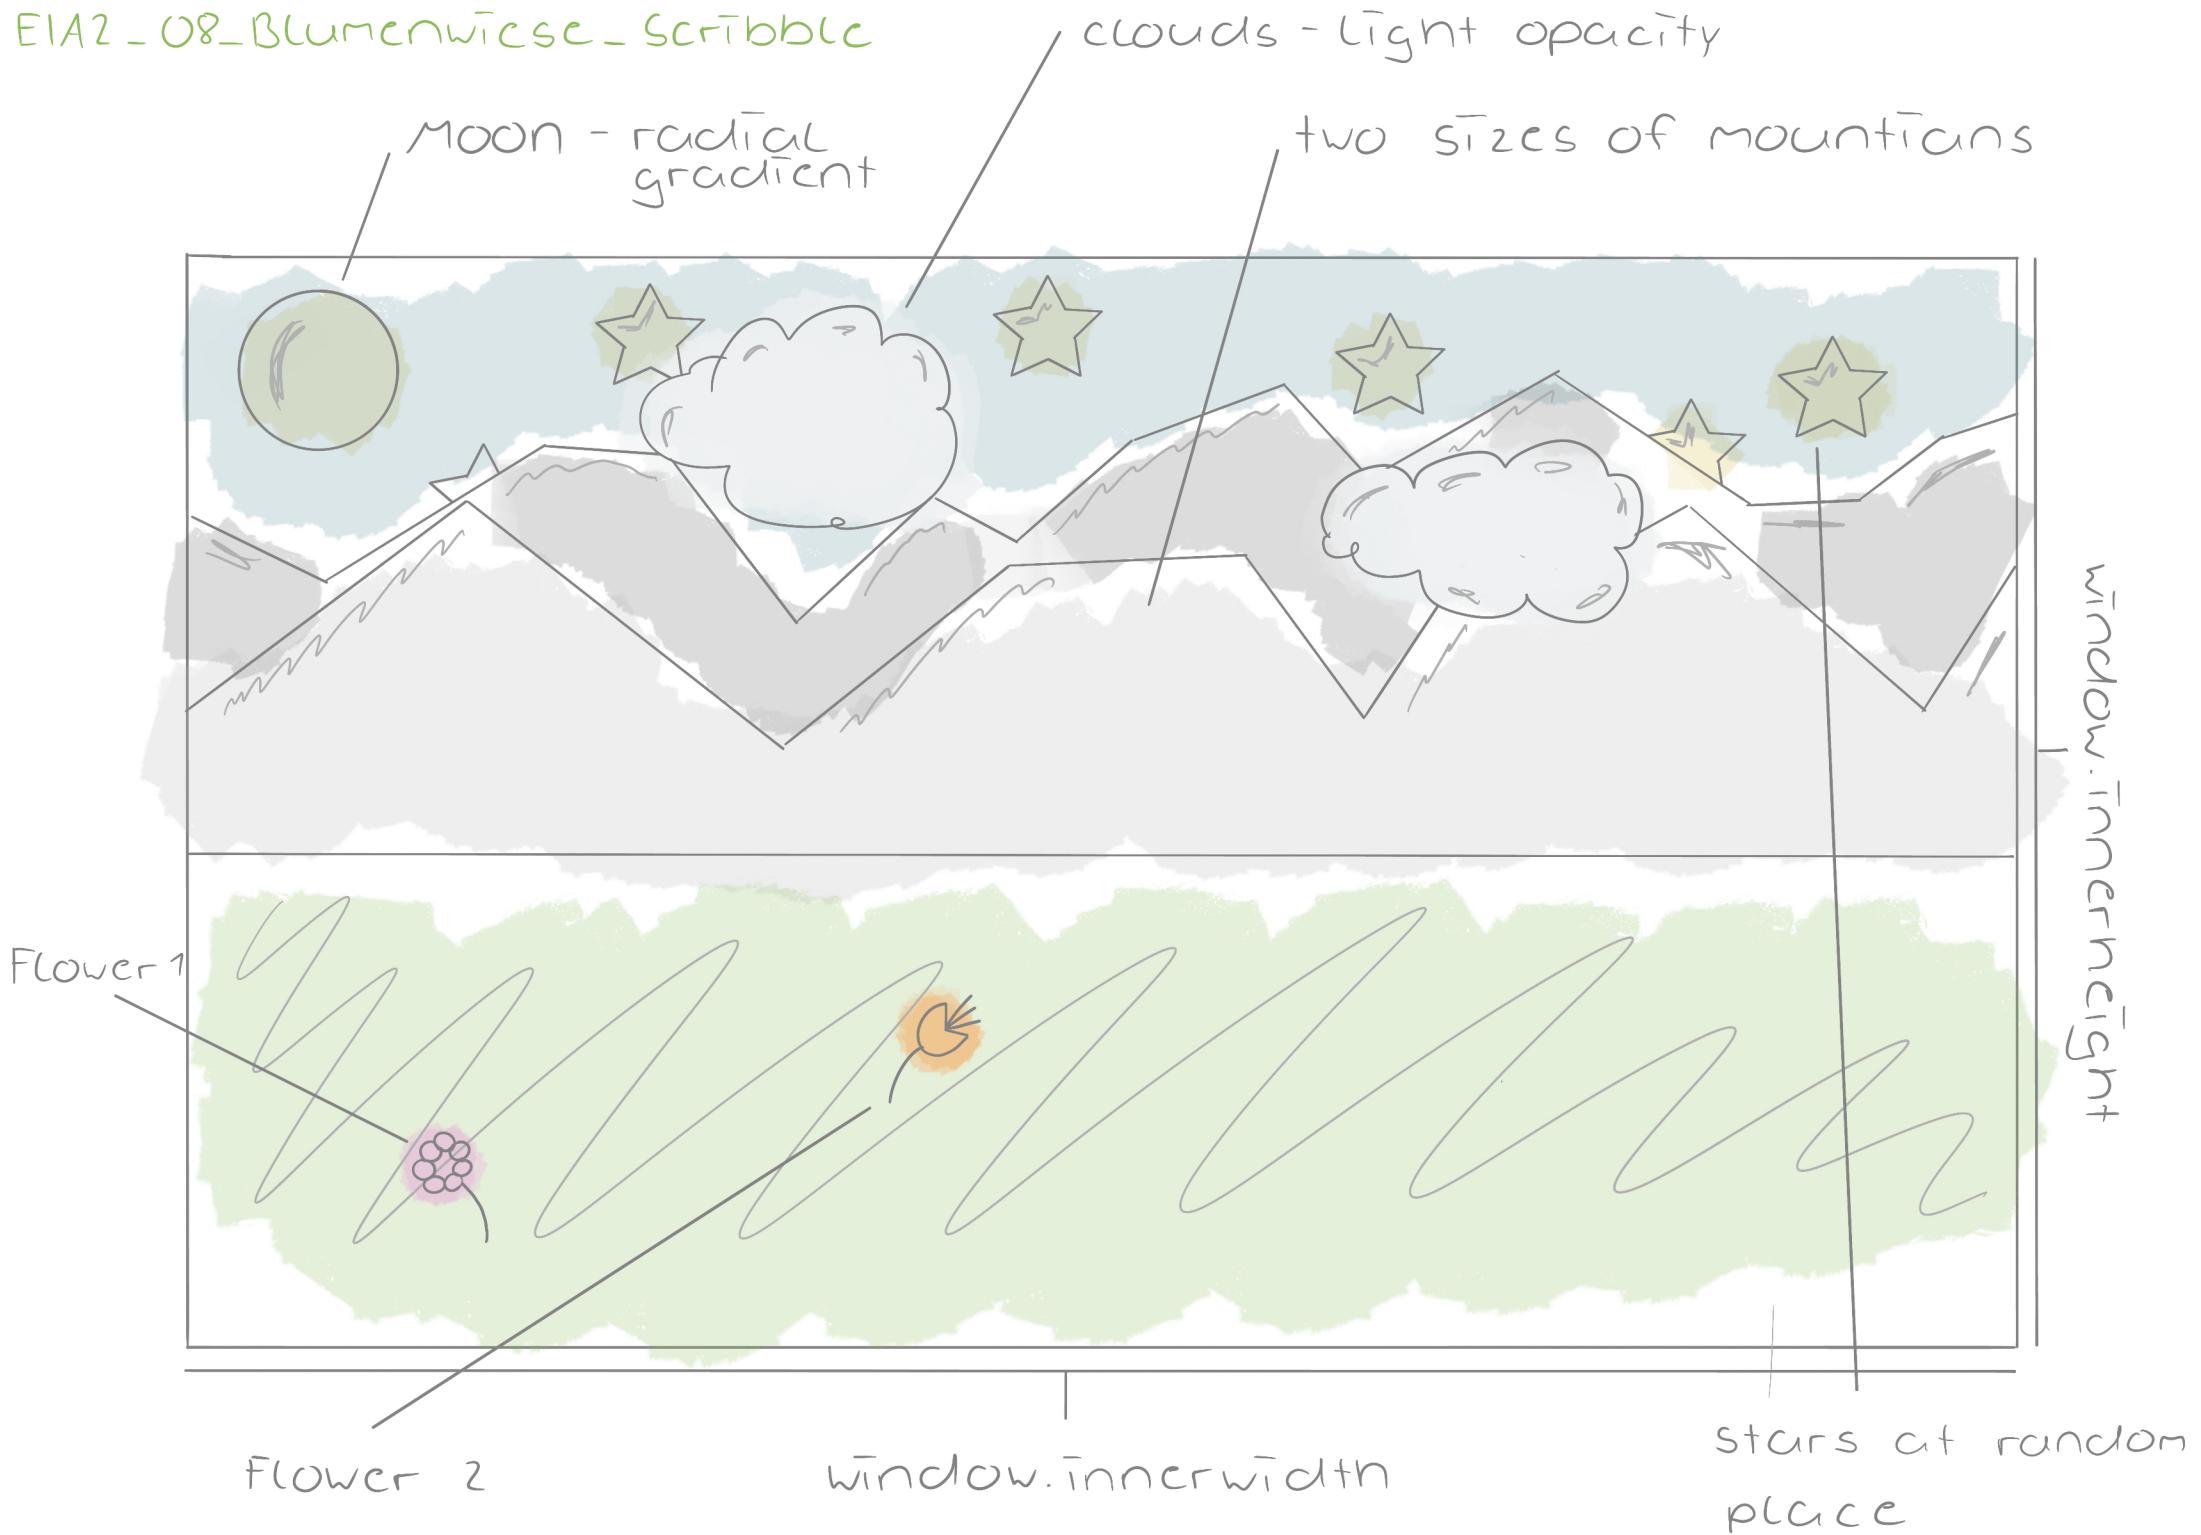 EIA2_08_Blumenwiese_Scribble
clouds - light opacity
Moon - radial
gradient
two sizes of mountians
window.innerheight
Flower 1
Flower 2
window.innerwidth
stars at random
place